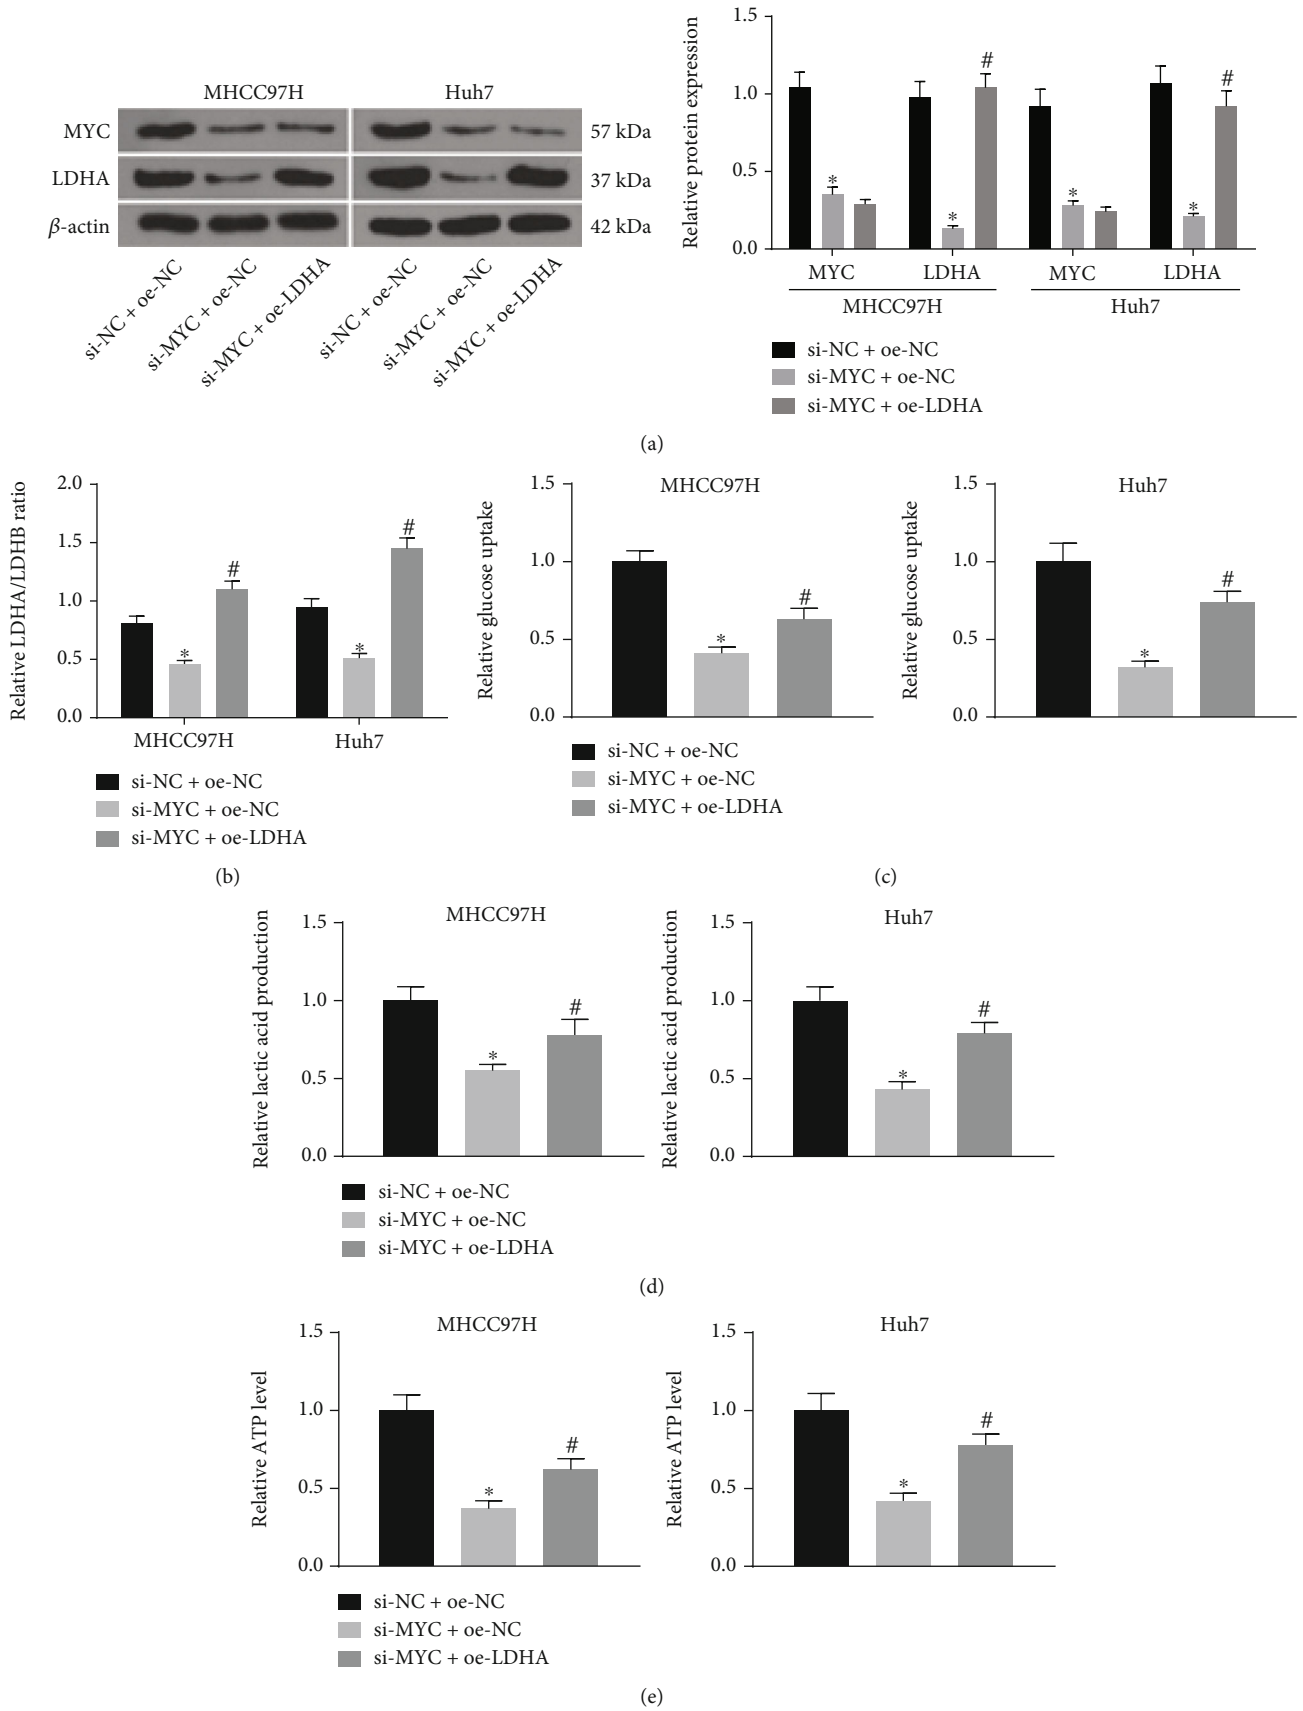 MHCC97H Huh7
MYC 57 kDa
LDHA 37 kDa
β-actin 42 kDa
si-NC + oe-NC
si-MYC + oe-NC
si-MYC + oe-LDHA
si-NC + oe-NC
si-MYC + oe-NC
si-MYC + oe-LDHA
Relative protein expression
1.5
1.0
0.5
0.0
* * * *
# #
MYC LDHA MYC LDHA
MHCC97H Huh7
si-NC + oe-NC
si-MYC + oe-NC
si-MYC + oe-LDHA
(a)
Relative LDHA/LDHB ratio
2.0
1.5
1.0
0.5
0.0
* # * #
MHCC97H Huh7
si-NC + oe-NC
si-MYC + oe-NC
si-MYC + oe-LDHA
(b)
MHCC97H
Relative glucose uptake
1.5
1.0
0.5
0.0
* #
Huh7
Relative glucose uptake
1.5
1.0
0.5
0.0
* #
si-NC + oe-NC
si-MYC + oe-NC
si-MYC + oe-LDHA
(c)
MHCC97H
Relative lactic acid production
1.5
1.0
0.5
0.0
* #
Huh7
Relative lactic acid production
1.5
1.0
0.5
0.0
* #
si-NC + oe-NC
si-MYC + oe-NC
si-MYC + oe-LDHA
(d)
MHCC97H
Relative ATP level
1.5
1.0
0.5
0.0
* #
Huh7
Relative ATP level
1.5
1.0
0.5
0.0
* #
si-NC + oe-NC
si-MYC + oe-NC
si-MYC + oe-LDHA
(e)